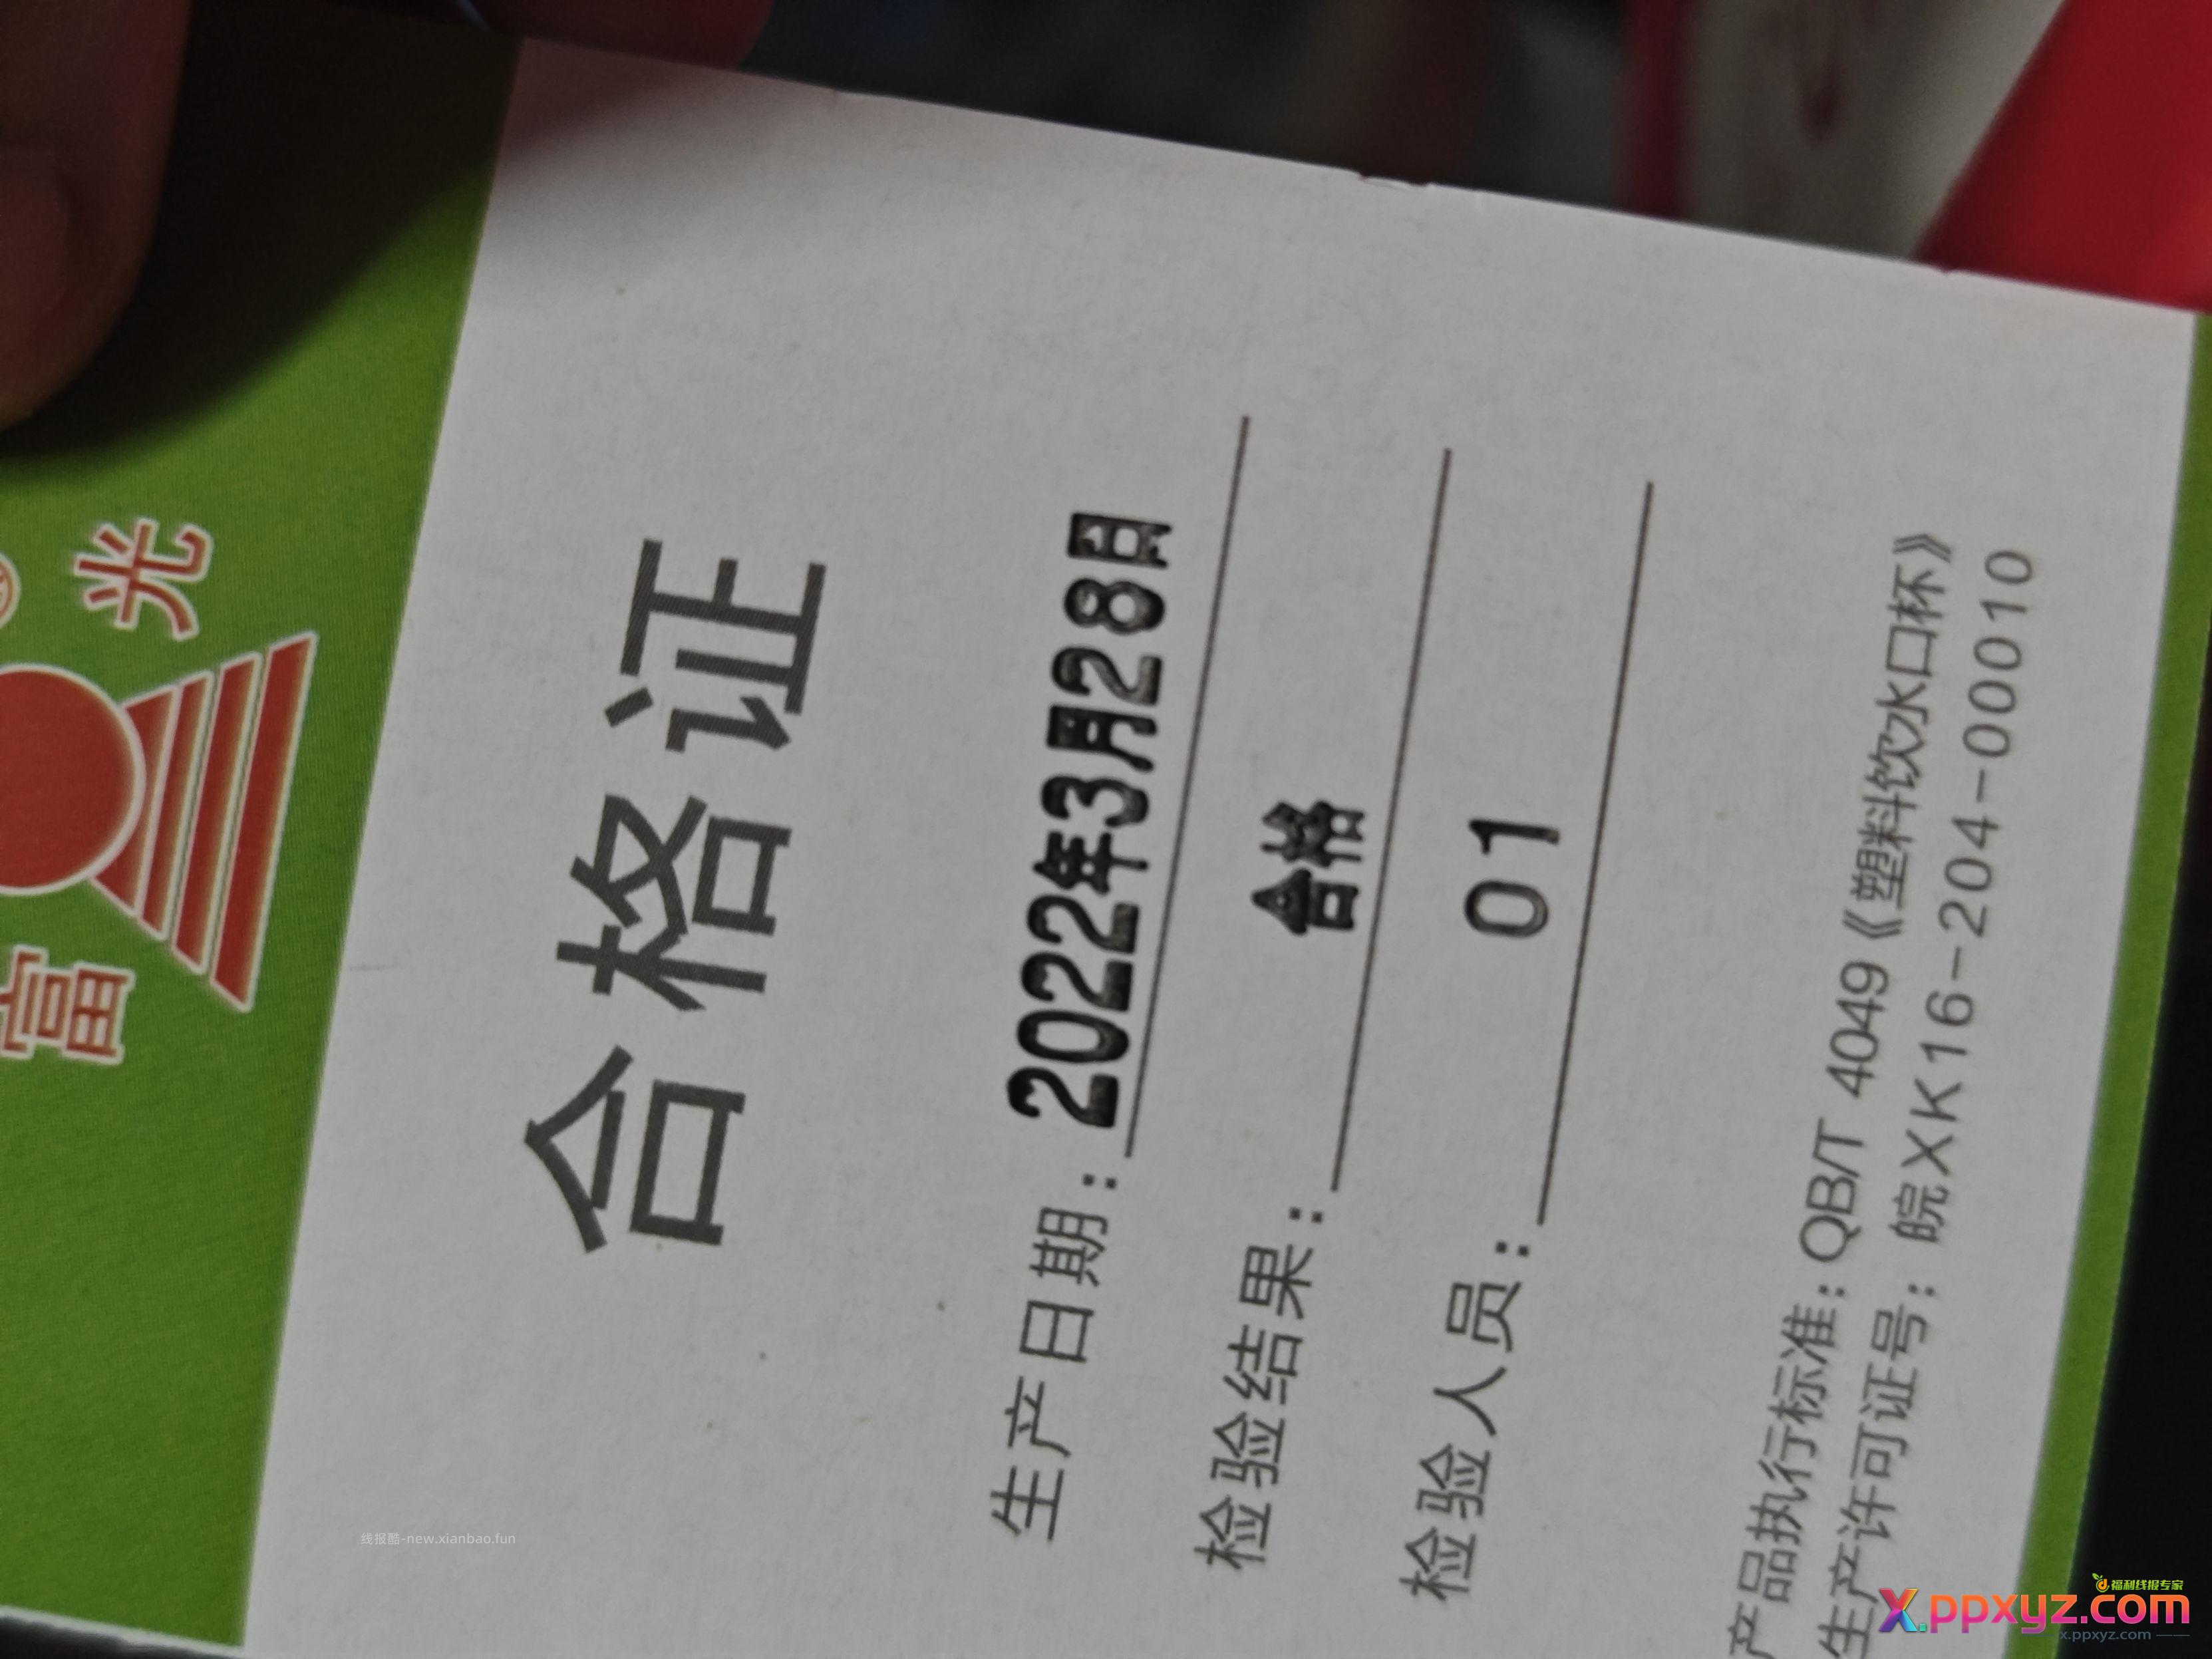 富光
合格证
生产日期：2022年3月28日
检验结果：合格
检验人员：01
产品执行标准：QB/T 4049《塑料饮水口杯》
生产许可证号：皖XK16-204-00010
线报酷-new.xianbao.fun
福利线报专家
X.ppxyz.com
x.ppxyz.com